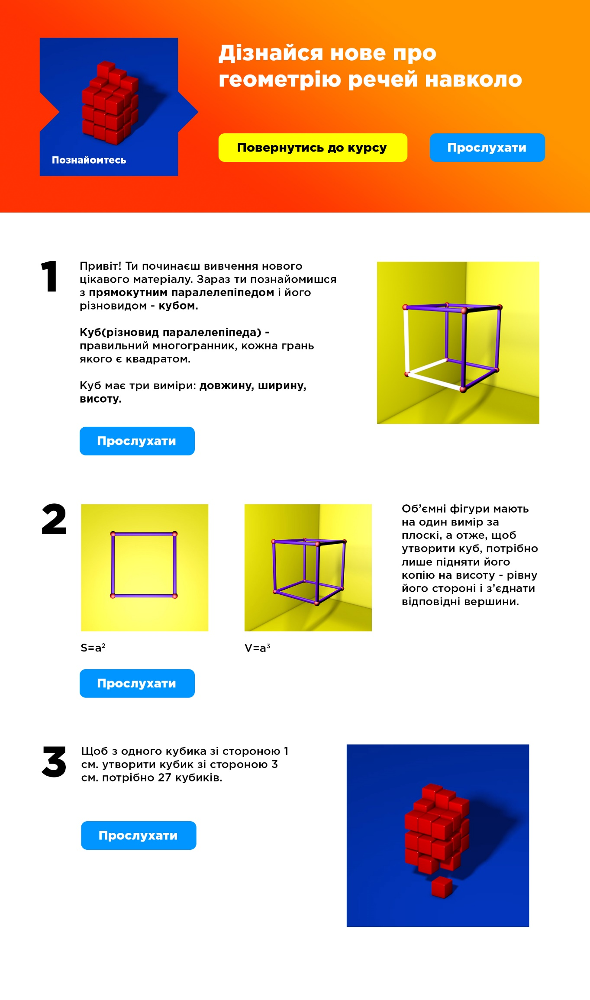 Дізнайся нове про
геометрію речей навколо
Познайомтесь
Повернутись до курсу
Прослухати
1
Привіт! Ти починаєш вивчення нового
цікавого матеріалу. Зараз ти познайомишся
з прямокутним паралелепіпедом і його
різновидом - кубом.
Куб(різновид паралелепіпеда) -
правильний многогранник, кожна грань
якого є квадратом.
Куб має три виміри: довжину, ширину,
висоту.
Прослухати
2
S=a²
V=a³
Об’ємні фігури мають
на один вимір за
плоскі, а отже, щоб
утворити куб, потрібно
лише підняти його
копію на висоту - рівну
його стороні і з’єднати
відповідні вершини.
Прослухати
3
Щоб з одного кубика зі стороною 1
см. утворити кубик зі стороною 3
см. потрібно 27 кубиків.
Прослухати